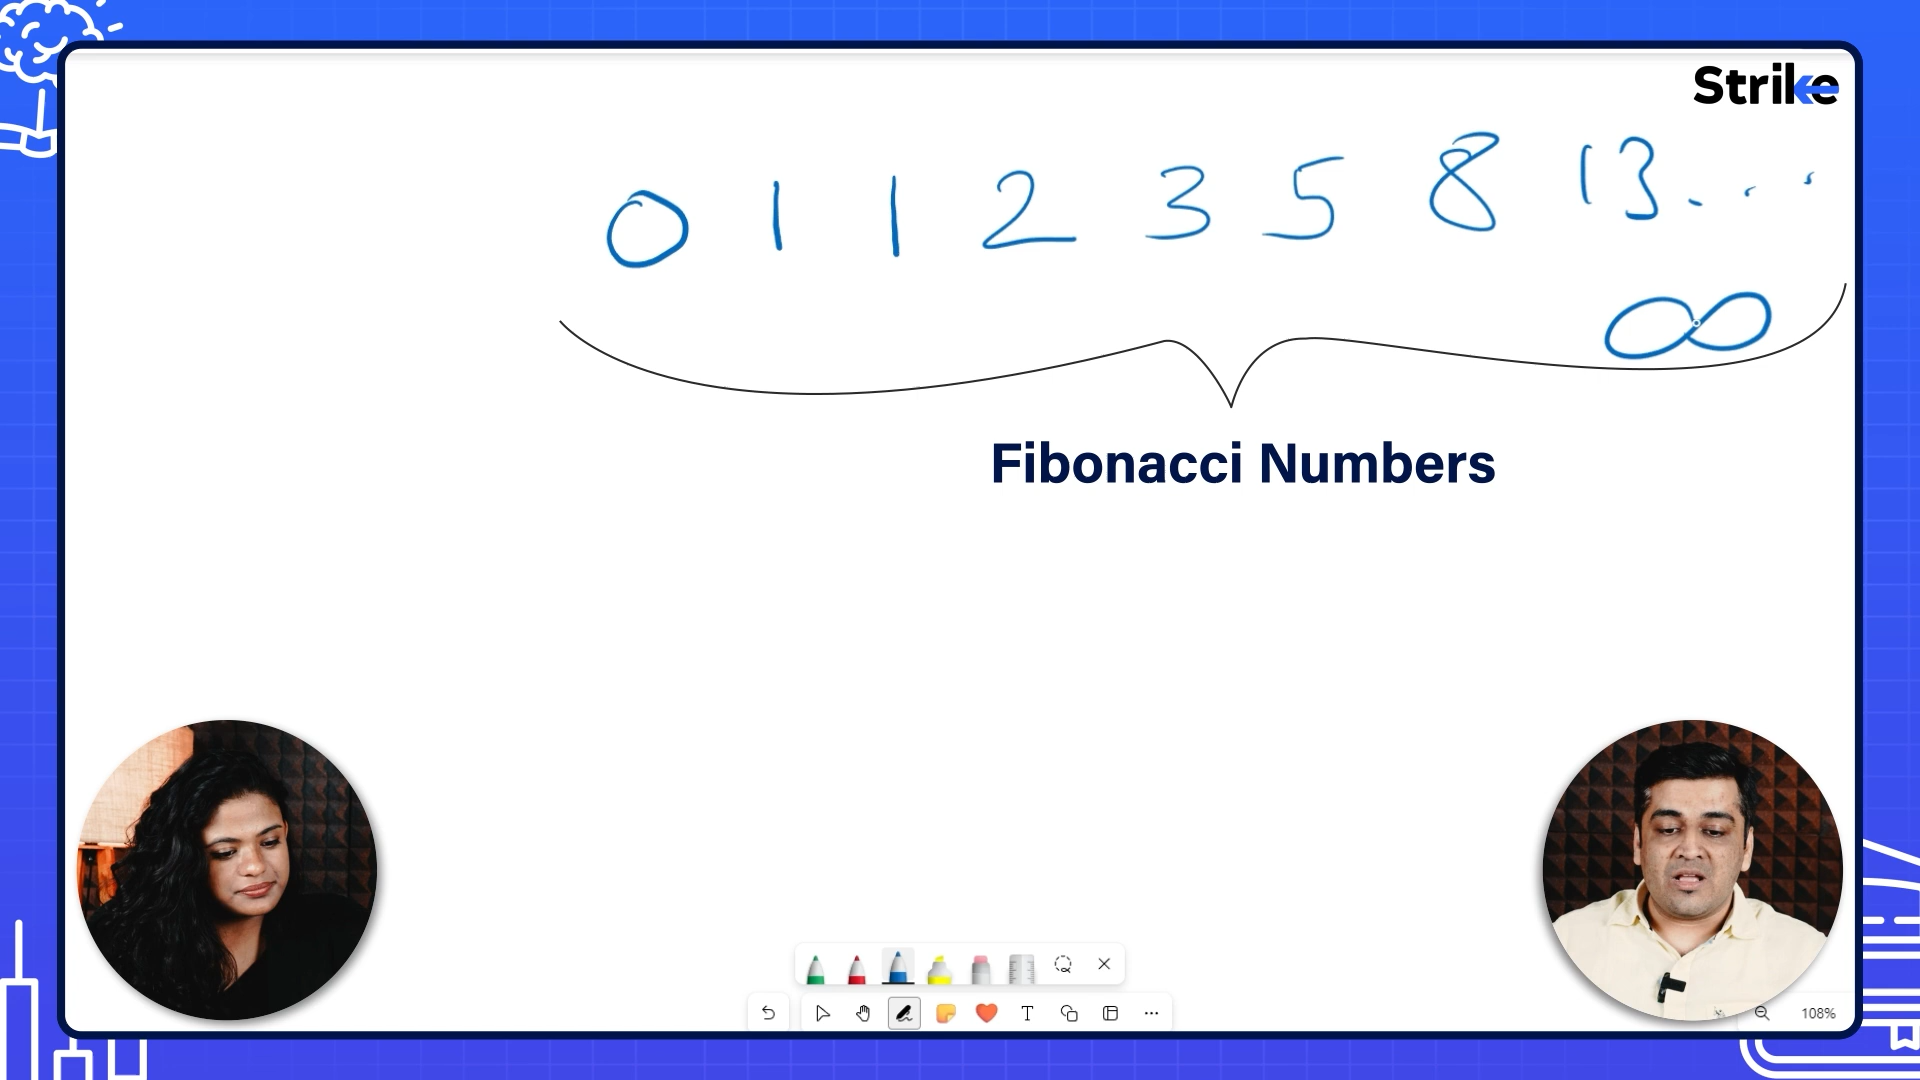 Strike
0 1 1 2 3 5 8 13...
∞
Fibonacci Numbers
T
108%